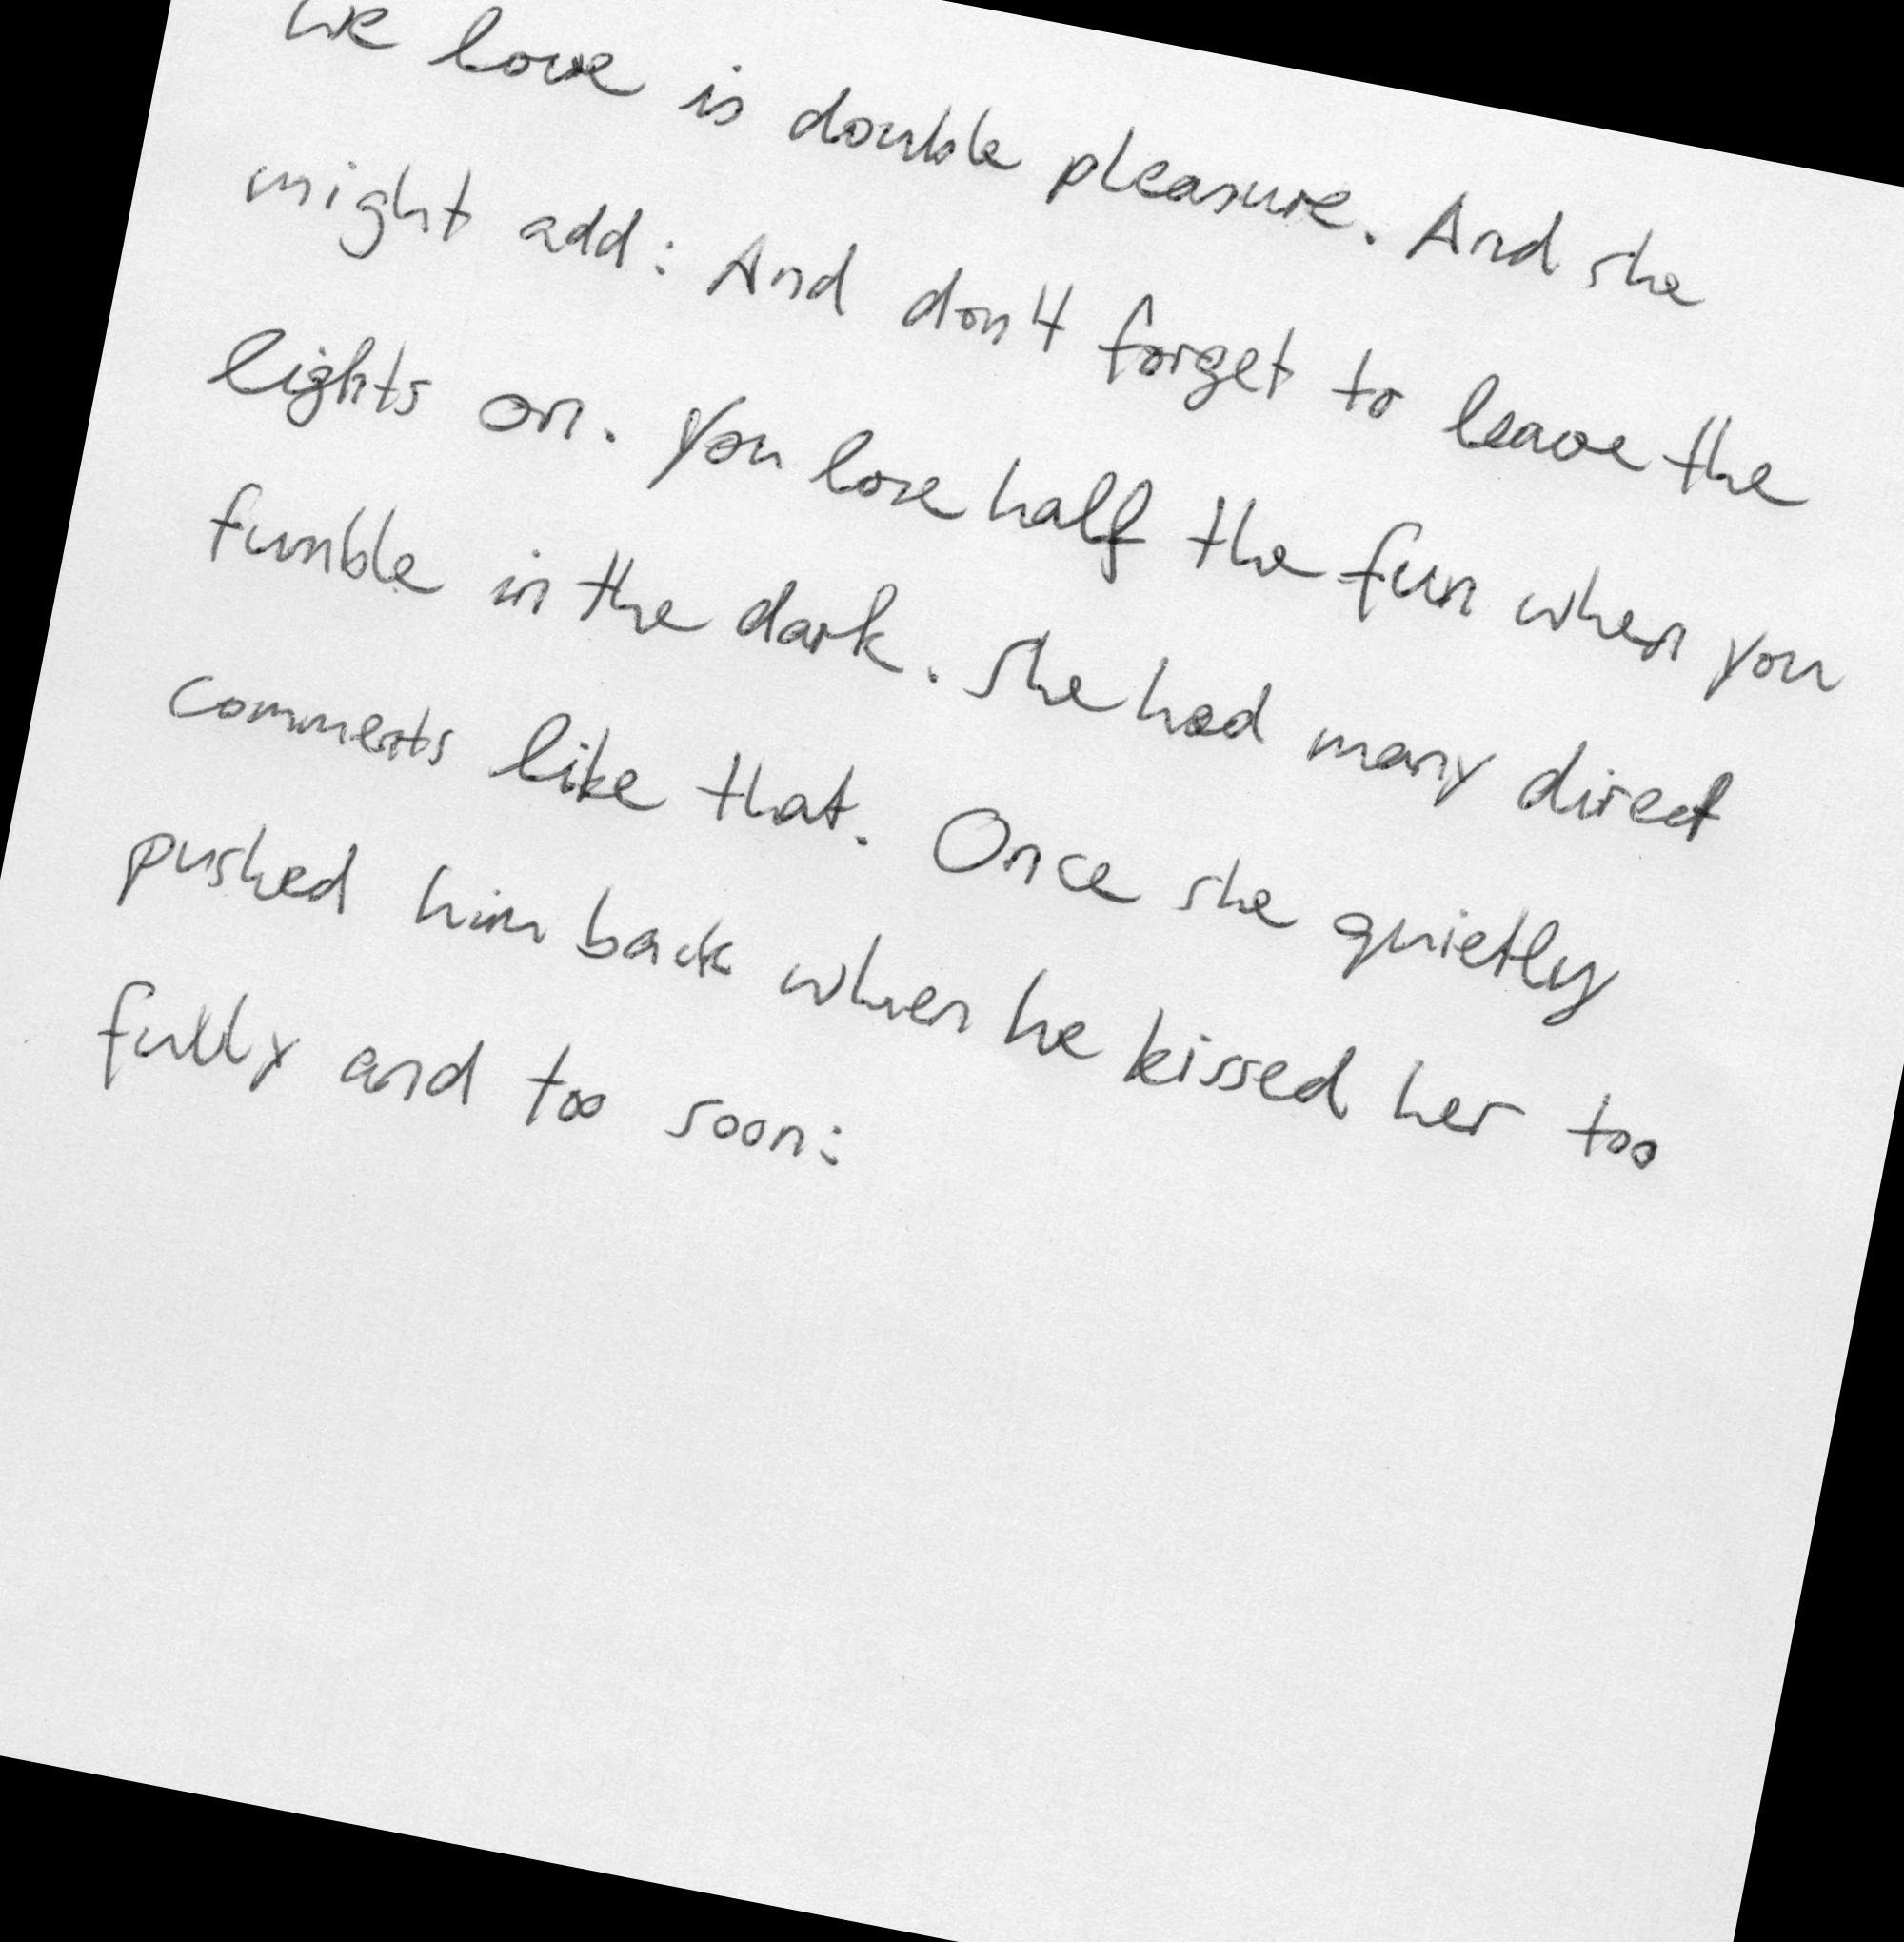 we love is double pleasure. And she
might add: And don't forget to leave the
lights on. You lose half the fun when you
fumble in the dark. She had many direct
comments like that. Once she quietly
pushed him back when he kissed her too
fully and too soon: